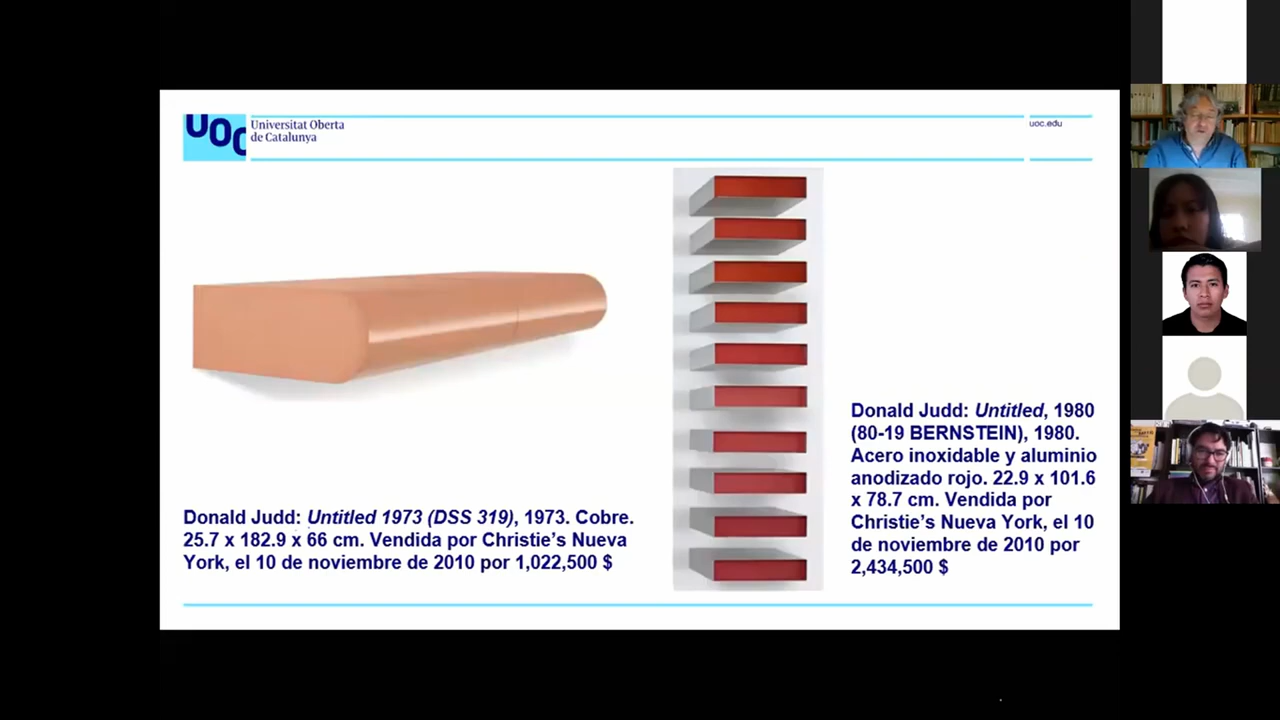 UOC
Universitat Oberta
de Catalunya
uoc.edu
Donald Judd: Untitled 1973 (DSS 319), 1973. Cobre.
25.7 x 182.9 x 66 cm. Vendida por Christie's Nueva
York, el 10 de noviembre de 2010 por 1,022,500 $
Donald Judd: Untitled, 1980
(80-19 BERNSTEIN), 1980.
Acero inoxidable y aluminio
anodizado rojo. 22.9 x 101.6
x 78.7 cm. Vendida por
Christie's Nueva York, el 10
de noviembre de 2010 por
2,434,500 $